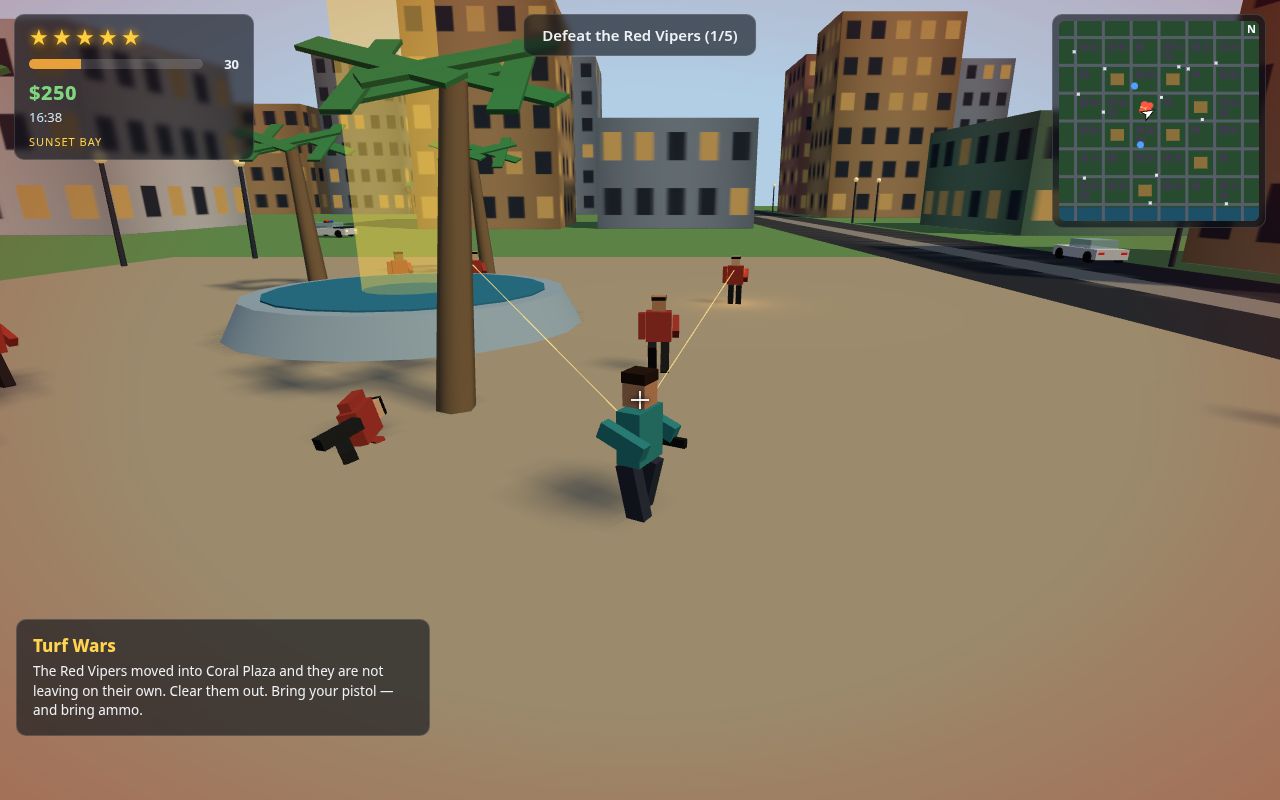 ★★★★★
30
$250
16:38
SUNSET BAY
Defeat the Red Vipers (1/5)
N
Turf Wars
The Red Vipers moved into Coral Plaza and they are not
leaving on their own. Clear them out. Bring your pistol —
and bring ammo.